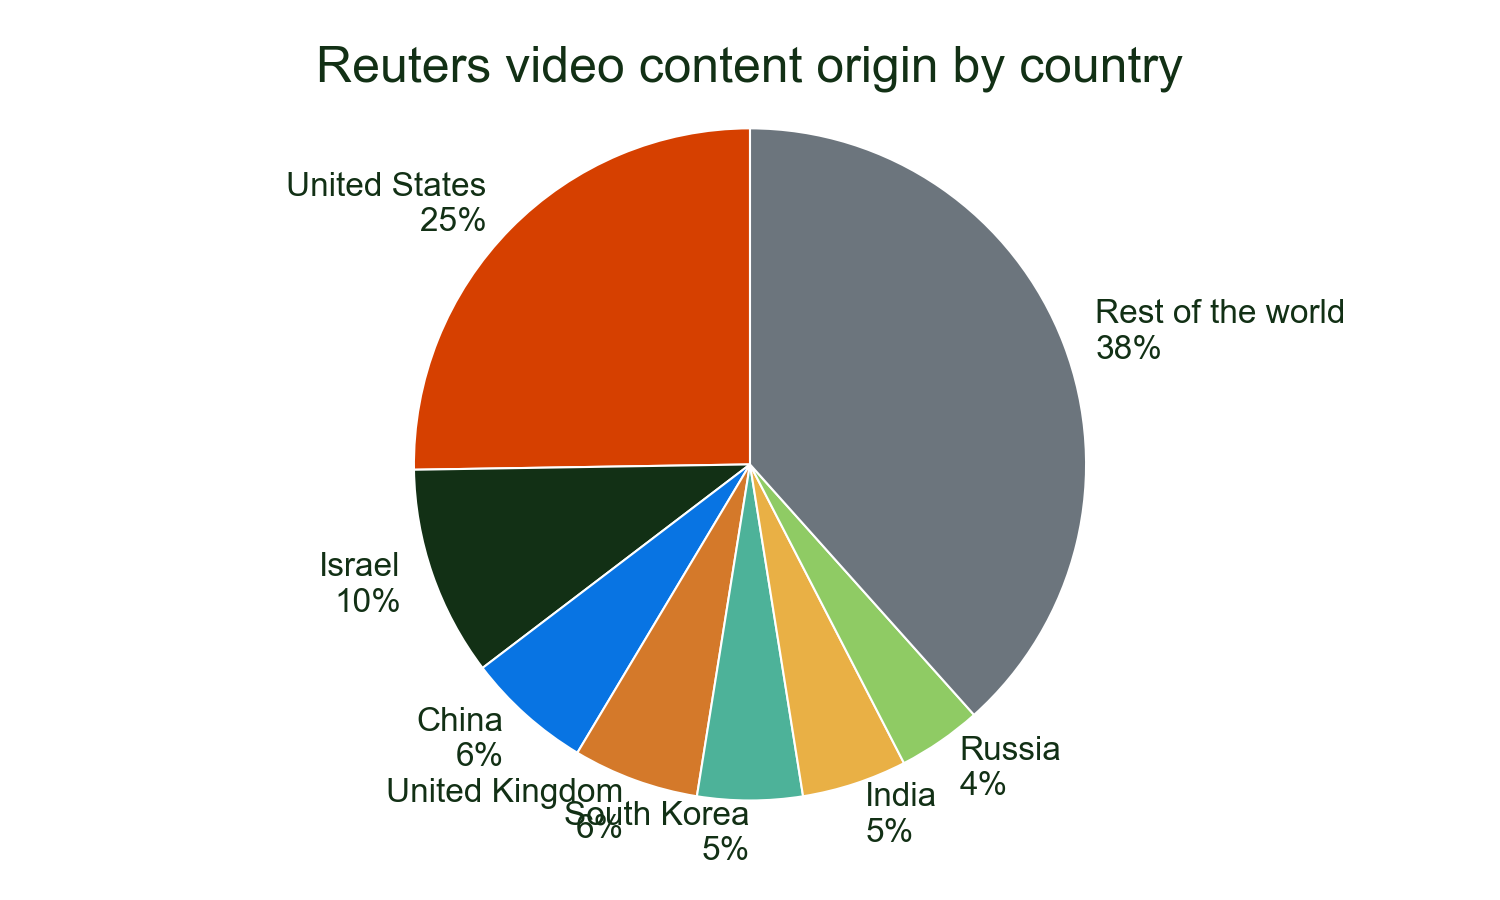 Reuters video content origin by country
United States
25%
Rest of the world
38%
Israel
10%
China
6%
United Kingdom
6%
South Korea
5%
India
5%
Russia
4%